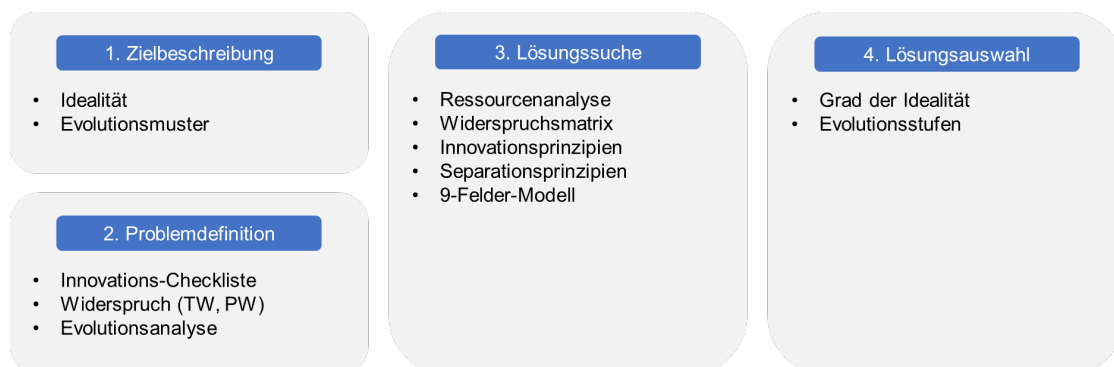 1. Zielbeschreibung
• Idealität
• Evolutionsmuster
2. Problemdefinition
• Innovations-Checkliste
• Widerspruch (TW, PW)
• Evolutionsanalyse
3. Lösungssuche
• Ressourcenanalyse
• Widerspruchsmatrix
• Innovationsprinzipien
• Separationsprinzipien
• 9-Felder-Modell
4. Lösungsauswahl
• Grad der Idealität
• Evolutionsstufen